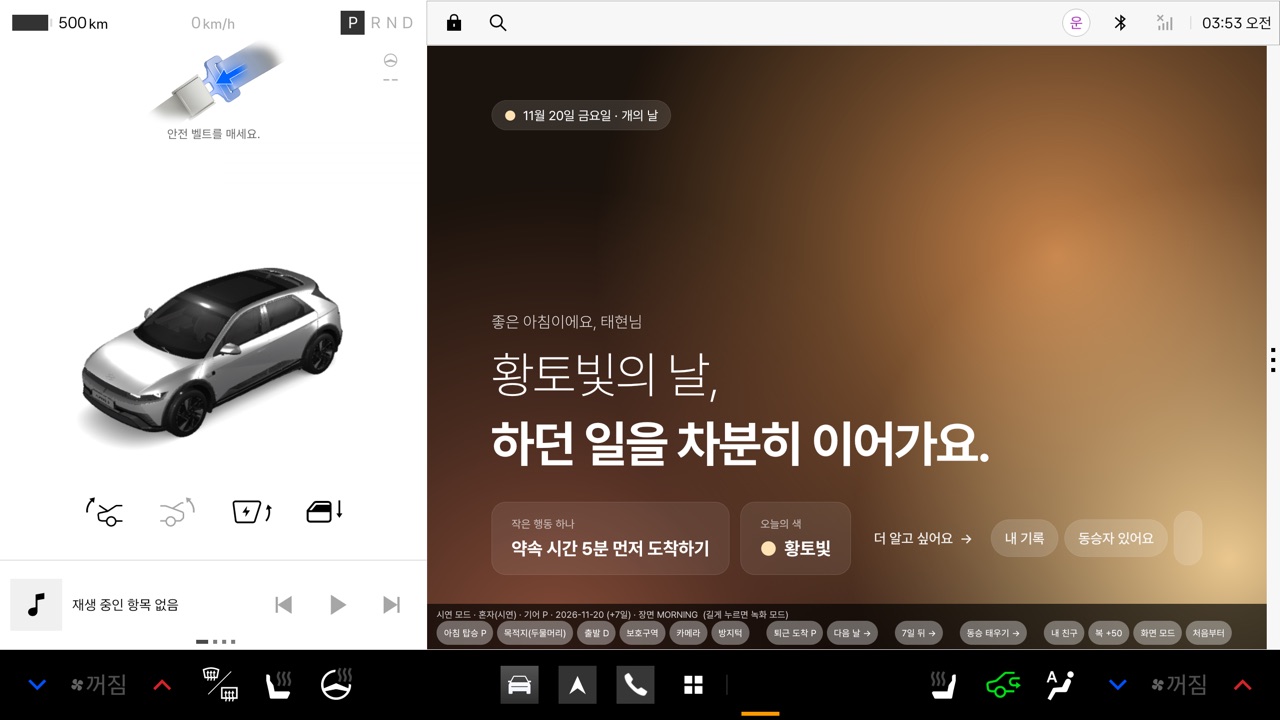 500 km
0 km/h
P R N D
안전 벨트를 매세요.
재생 중인 항목 없음
운
03:53 오전
11월 20일 금요일 · 개의 날
좋은 아침이에요, 태현님
황토빛의 날,
하던 일을 차분히 이어가요.
작은 행동 하나
약속 시간 5분 먼저 도착하기
오늘의 색
황토빛
더 알고 싶어요 →
내 기록
동승자 있어요
시연 모드 · 혼자(시연) · 기어 P · 2026-11-20 (+7일) · 장면 MORNING (길게 누르면 녹화 모드)
아침 탑승 P
목적지(두물머리)
출발 D
보호구역
카메라
방지턱
퇴근 도착 P
다음 날 →
7일 뒤 →
동승 태우기 →
내 친구
복 +50
화면 모드
처음부터
꺼짐
A
꺼짐